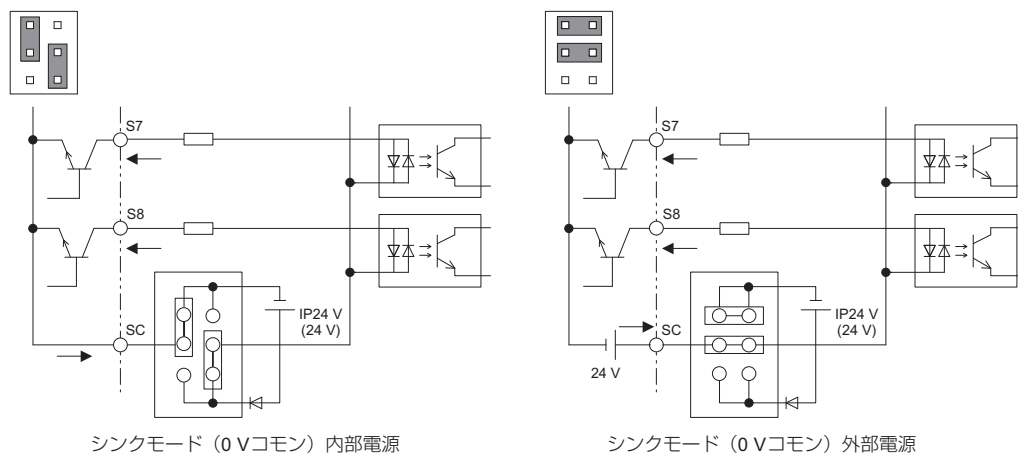 S7
S8
IP24 V
(24 V)
SC
シンクモード（0 Vコモン）内部電源
S7
S8
IP24 V
(24 V)
SC
24 V
シンクモード（0 Vコモン）外部電源